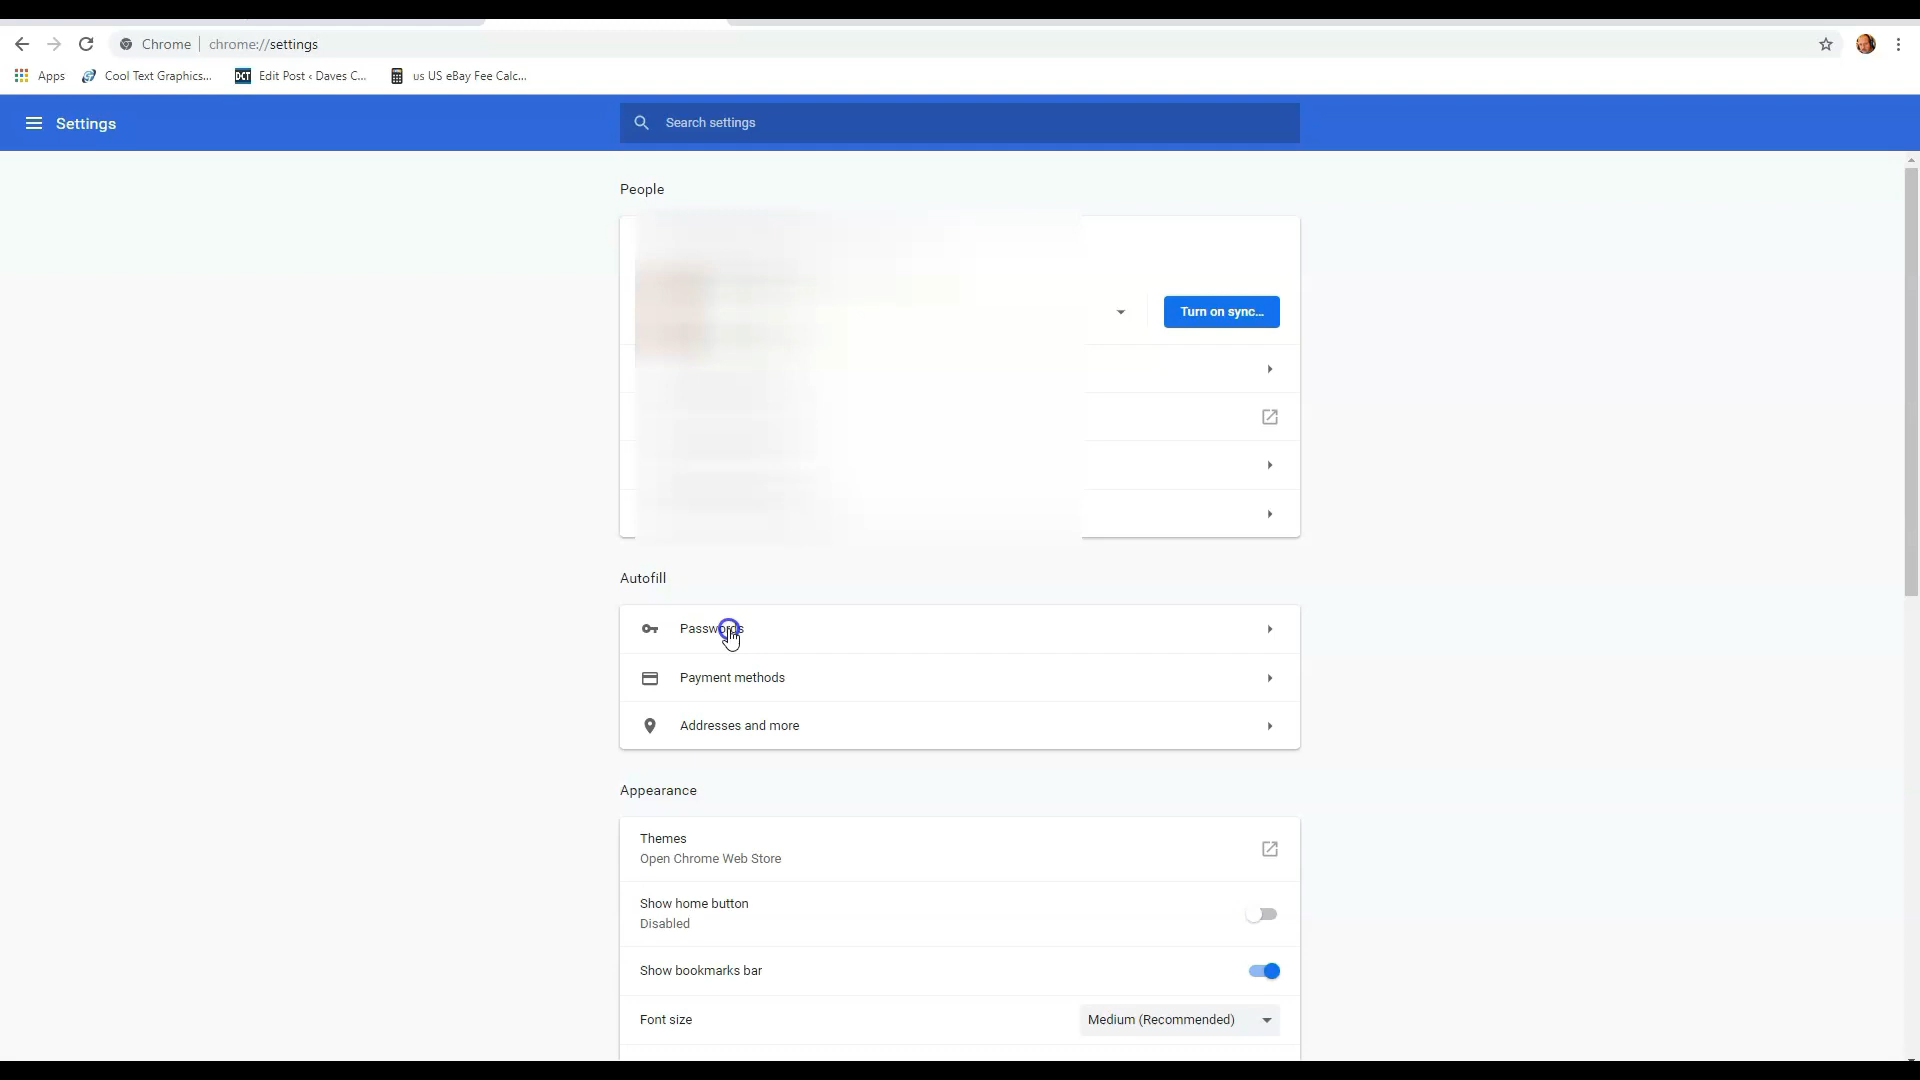 Chrome | chrome://settings
Apps Cool Text Graphics... DCT Edit Post ‹ Daves C... us US eBay Fee Calc...
Settings Search settings
People
Turn on sync...
Autofill
Passwords
Payment methods
Addresses and more
Appearance
Themes
Open Chrome Web Store
Show home button
Disabled
Show bookmarks bar
Font size Medium (Recommended)